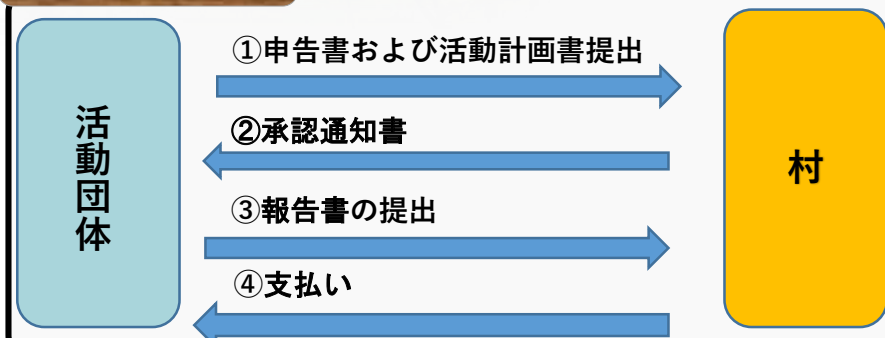 活動団体
①申告書および活動計画書提出
②承認通知書
③報告書の提出
④支払い
村